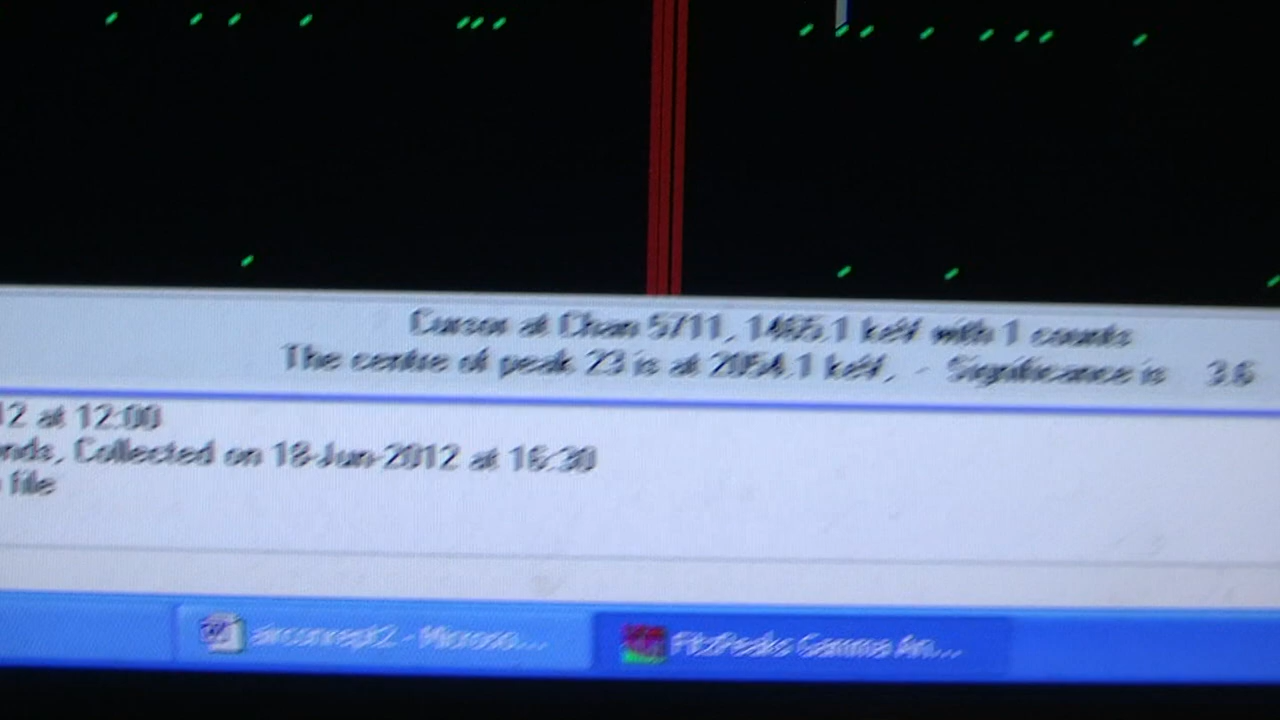 Cursor at Chan 5711, 1465.1 keV with 1 counts
The centre of peak 23 is at 2054.1 keV, - Significance is 3.6
12 at 12:00
nds, Collected on 18-Jun-2012 at 16:30
file
airconcept2 - Microso...
FitzPeaks Gamma An...